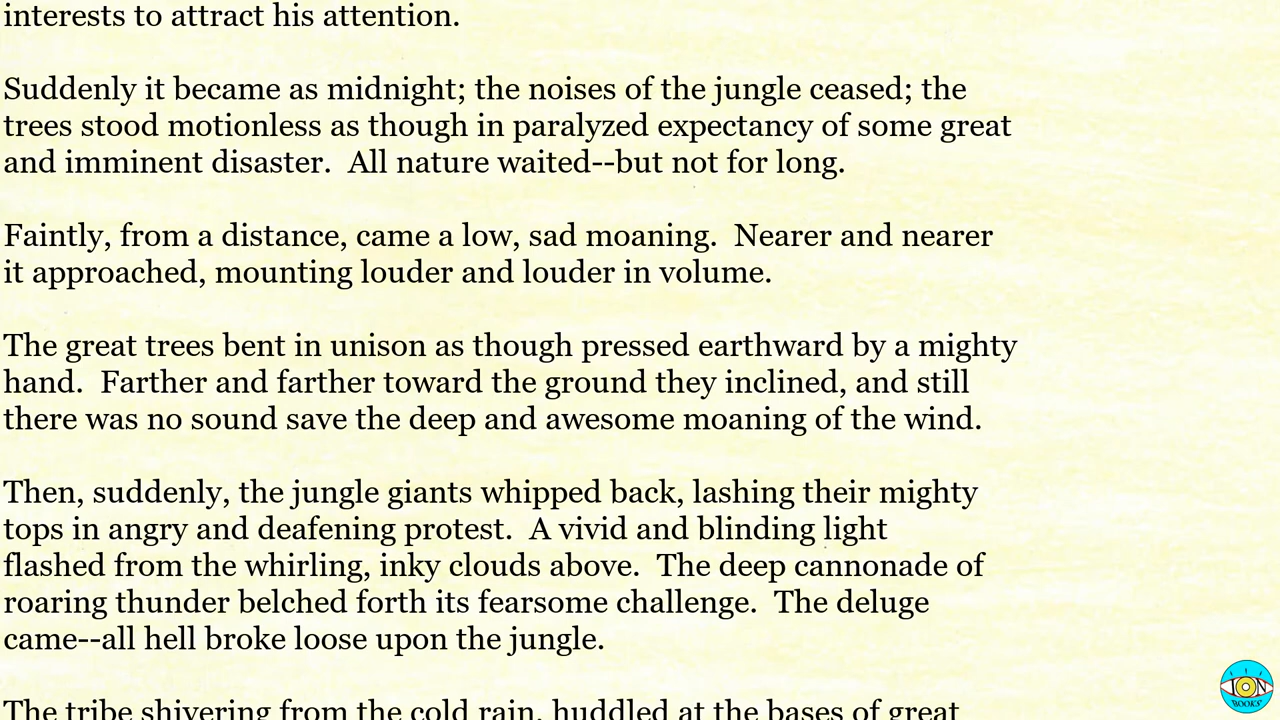 interests to attract his attention.
Suddenly it became as midnight; the noises of the jungle ceased; the
trees stood motionless as though in paralyzed expectancy of some great
and imminent disaster.  All nature waited--but not for long.
Faintly, from a distance, came a low, sad moaning.  Nearer and nearer
it approached, mounting louder and louder in volume.
The great trees bent in unison as though pressed earthward by a mighty
hand.  Farther and farther toward the ground they inclined, and still
there was no sound save the deep and awesome moaning of the wind.
Then, suddenly, the jungle giants whipped back, lashing their mighty
tops in angry and deafening protest.  A vivid and blinding light
flashed from the whirling, inky clouds above.  The deep cannonade of
roaring thunder belched forth its fearsome challenge.  The deluge
came--all hell broke loose upon the jungle.
The tribe shivering from the cold rain, huddled at the bases of great
ION
BOOKS